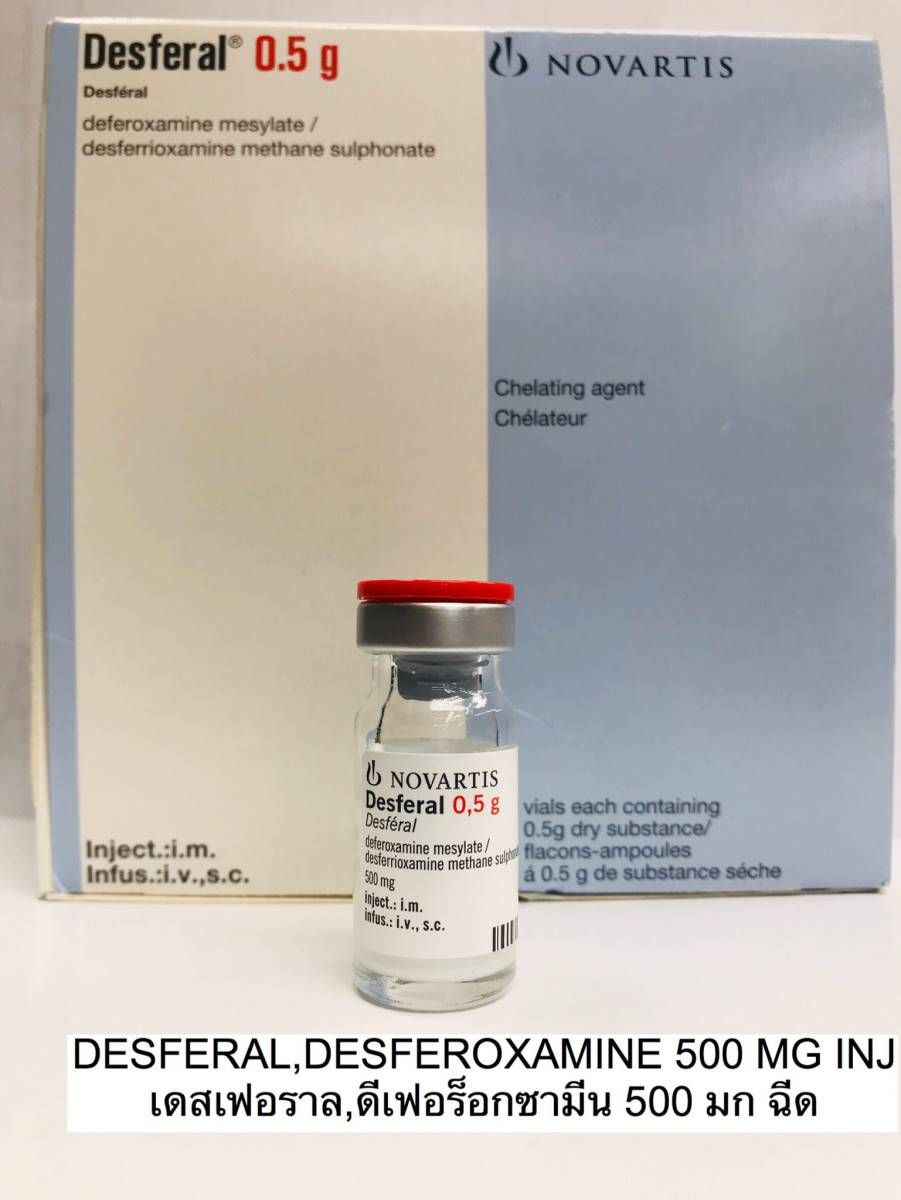 Desferal® 0.5 g
Desféral
deferoxamine mesylate /
desferrioxamine methane sulphonate
NOVARTIS
Chelating agent
Chélateur
Inject.:i.m.
Infus.:i.v.,s.c.
vials each containing
0.5g dry substance/
flacons-ampoules
á 0.5 g de substance séche
NOVARTIS
Desferal 0,5 g
Desféral
deferoxamine mesylate /
desferrioxamine methane
500 mg
inject.: i.m.
infus.: i.v., s.c.
DESFERAL,DESFEROXAMINE 500 MG INJ
เดสเฟอราล,ดีเฟอร็อกซามีน 500 มก ฉีด